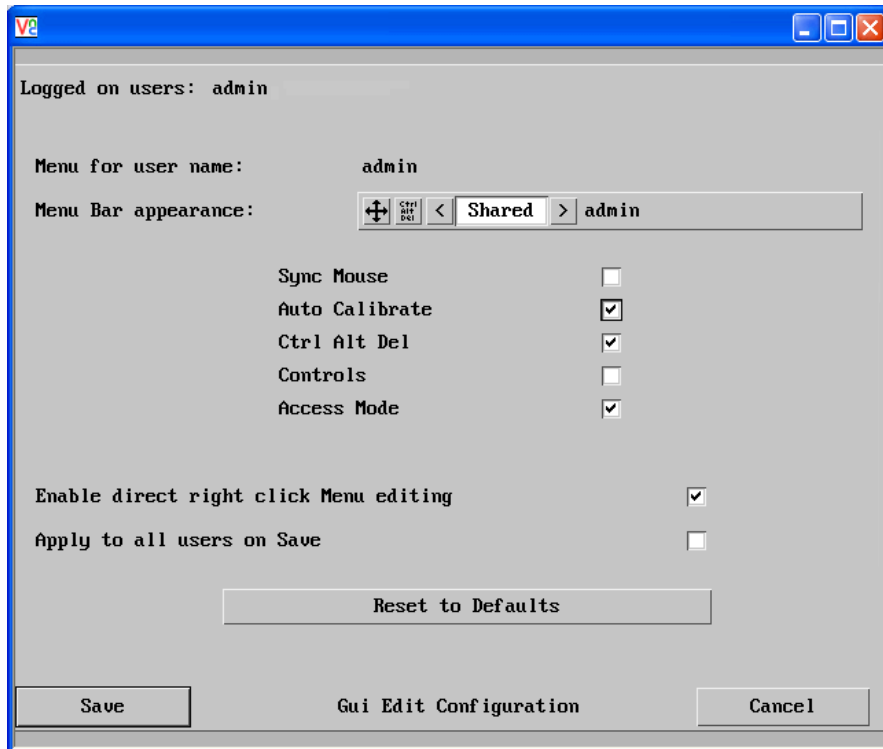 Logged on users: admin
Menu for user name: admin
Menu Bar appearance: Ctrl Alt Del < Shared > admin
Sync Mouse
Auto Calibrate
Ctrl Alt Del
Controls
Access Mode
Enable direct right click Menu editing
Apply to all users on Save
Reset to Defaults
Save Gui Edit Configuration Cancel